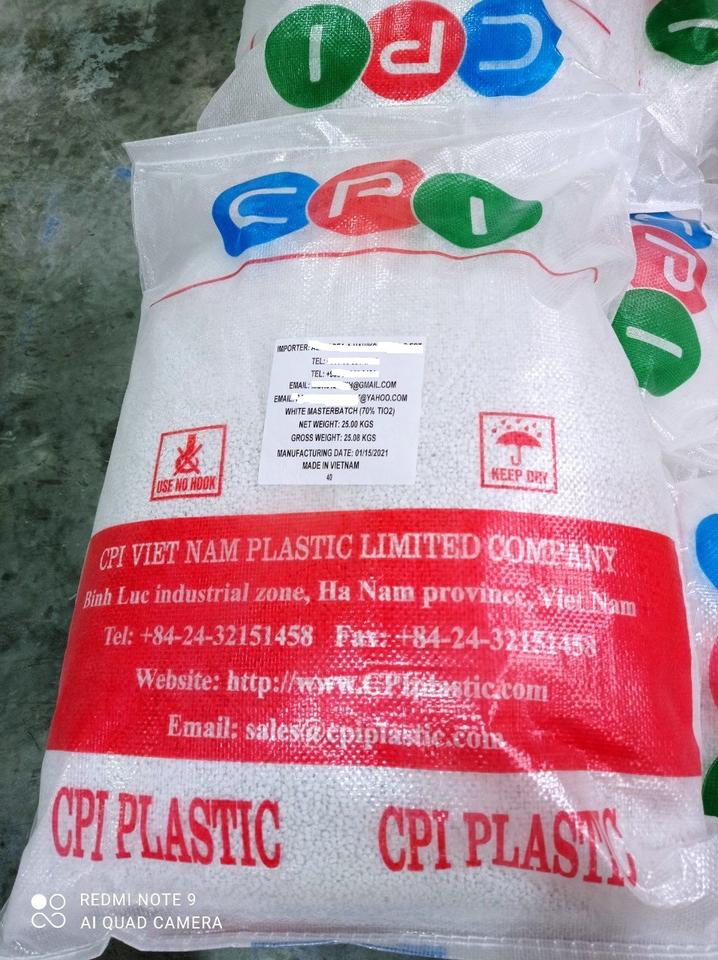 CPI
CPI
IMPORTER:
TEL:
TEL:
EMAIL: @GMAIL.COM
EMAIL: @YAHOO.COM
WHITE MASTERBATCH (70% TIO2)
NET WEIGHT: 25.00 KGS
GROSS WEIGHT: 25.08 KGS
MANUFACTURING DATE: 01/15/2021
MADE IN VIETNAM
40
USE NO HOOK
KEEP DRY
CPI VIET NAM PLASTIC LIMITED COMPANY
Binh Luc industrial zone, Ha Nam province, Viet Nam
Tel: +84-24-32151458 Fax: +84-24-32151458
Website: http://www.CPIplastic.com
Email: sales@cpiplastic.com
CPI PLASTIC CPI PLASTIC
REDMI NOTE 9
AI QUAD CAMERA